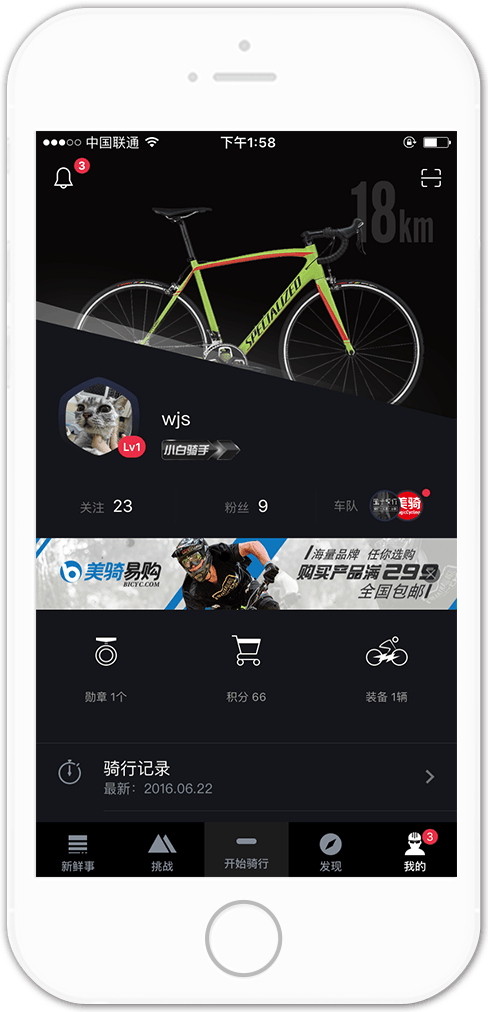 中国联通
下午1:58
3
18km
SPECIALIZED
wjs
Lv1
小白骑手
关注 23
粉丝 9
车队
美骑
美骑易购
BICYC.COM
海量品牌 任你选购
购买产品满299
全国包邮
勋章 1个
积分 66
装备 1辆
骑行记录
最新：2016.06.22
新鲜事
挑战
开始骑行
发现
3
我的